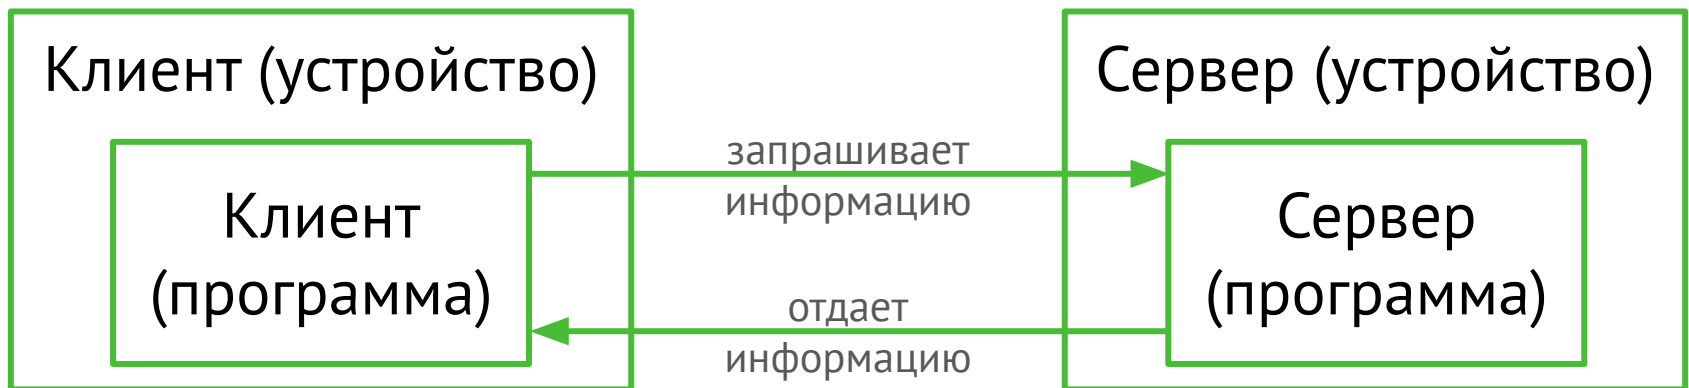 Клиент (устройство)
Клиент
(программа)
запрашивает
информацию
отдает
информацию
Сервер (устройство)
Сервер
(программа)